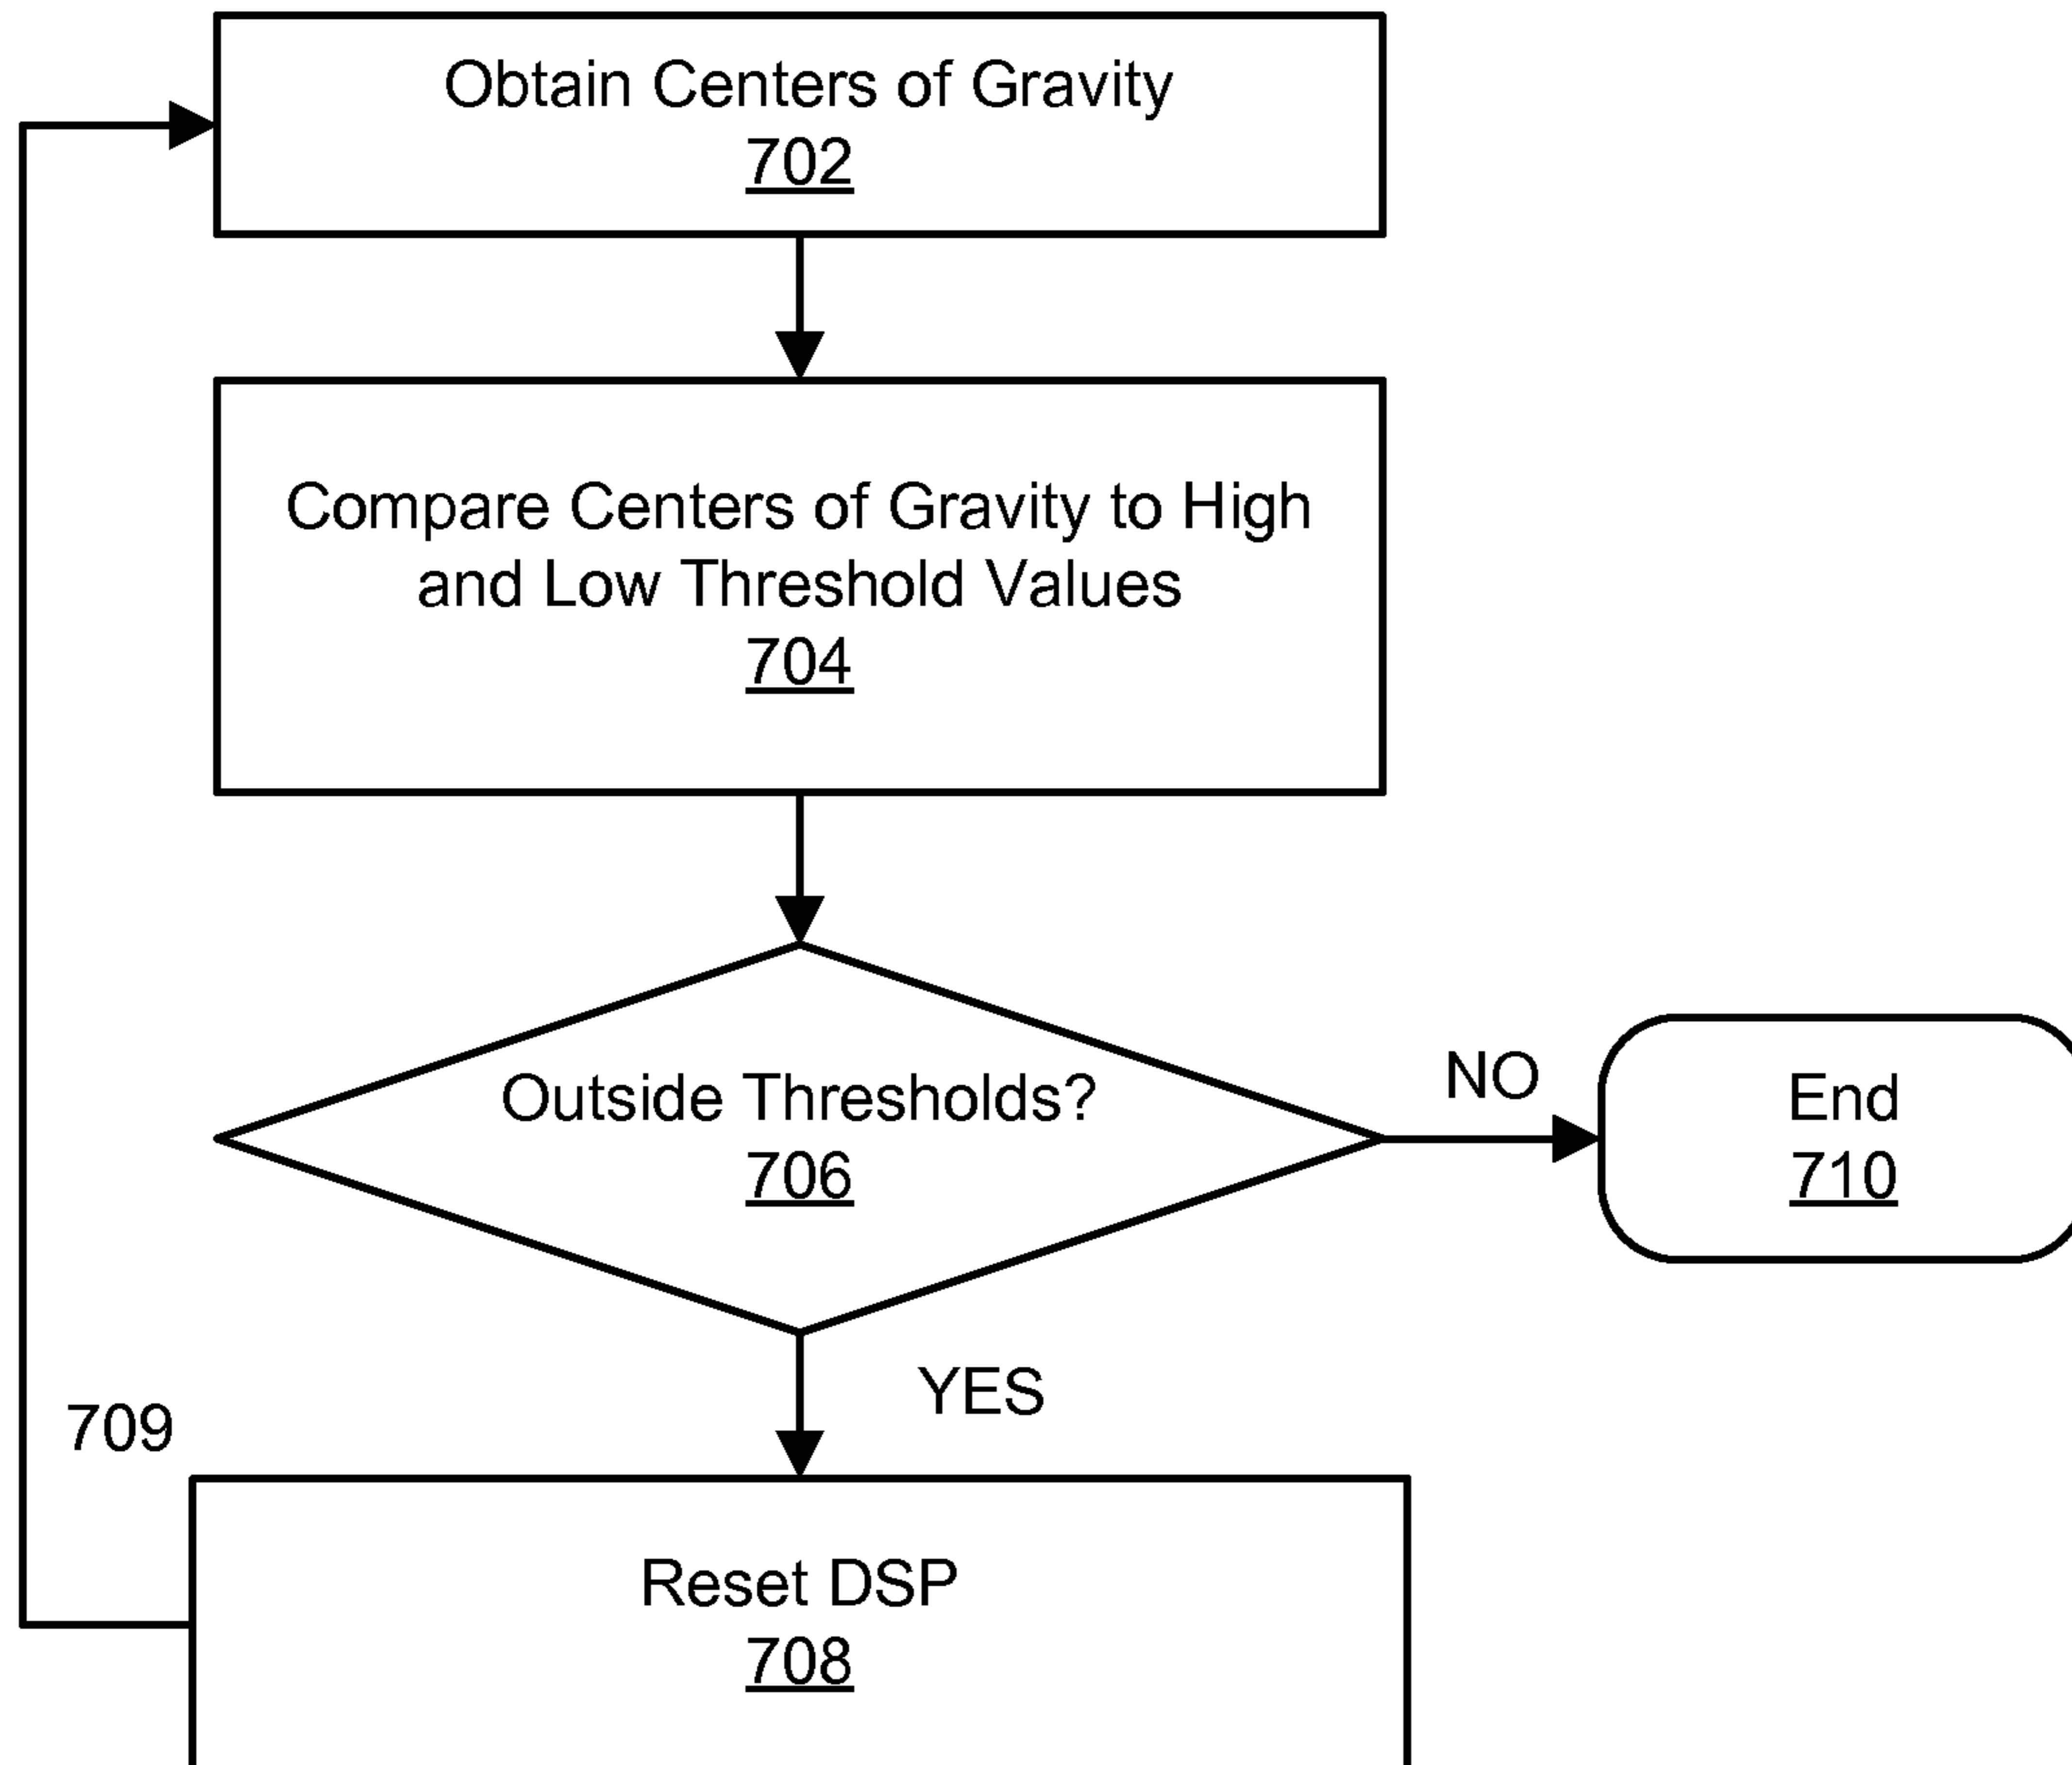 Obtain Centers of Gravity
702
Compare Centers of Gravity to High
and Low Threshold Values
704
Outside Thresholds?
706
NO
End
710
YES
709
Reset DSP
708